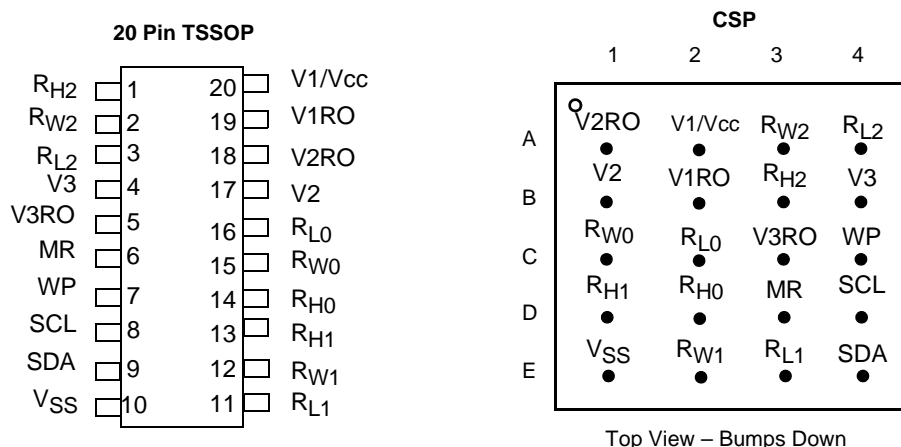 20 Pin TSSOP
RH2 1 20 V1/Vcc
RW2 2 19 V1RO
RL2 3 18 V2RO
V3 4 17 V2
V3RO 5 16 RL0
MR 6 15 RW0
WP 7 14 RH0
SCL 8 13 RH1
SDA 9 12 RW1
VSS 10 11 RL1
CSP
1 2 3 4
A V2RO V1/Vcc RW2 RL2
B V2 V1RO RH2 V3
C RW0 RL0 V3RO WP
D RH1 RH0 MR SCL
E VSS RW1 RL1 SDA
Top View – Bumps Down